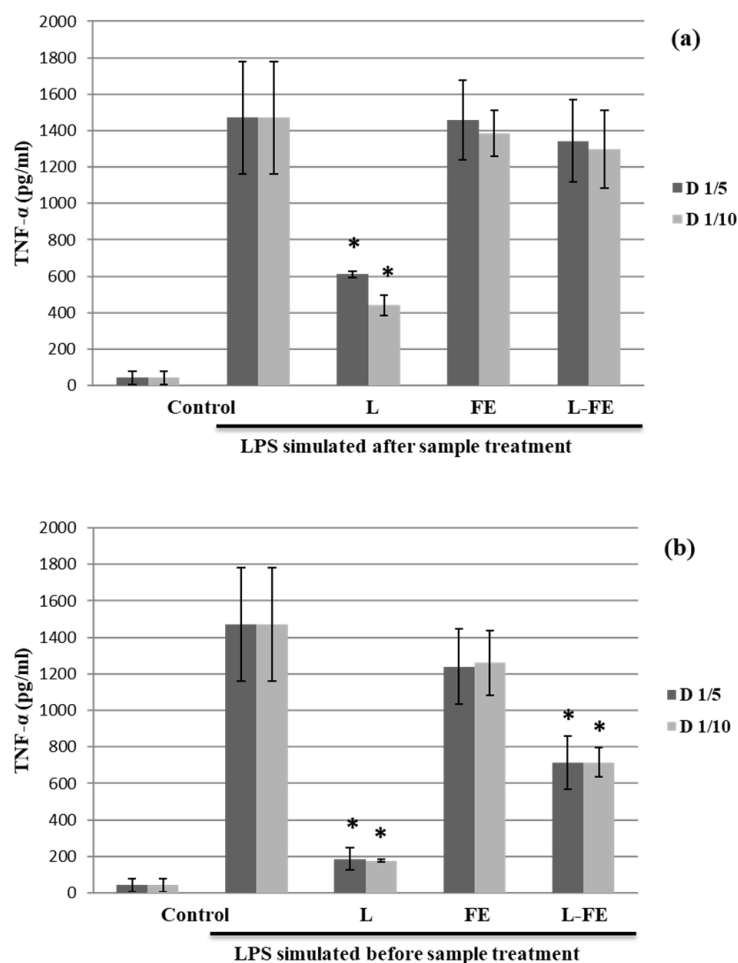 (a)
TNF-α (pg/ml)
2000
1800
1600
1400
1200
1000
800
600
400
200
0
* *
D 1/5
D 1/10
Control L FE L-FE
LPS simulated after sample treatment
(b)
TNF-α (pg/ml)
2000
1800
1600
1400
1200
1000
800
600
400
200
0
* * * *
D 1/5
D 1/10
Control L FE L-FE
LPS simulated before sample treatment